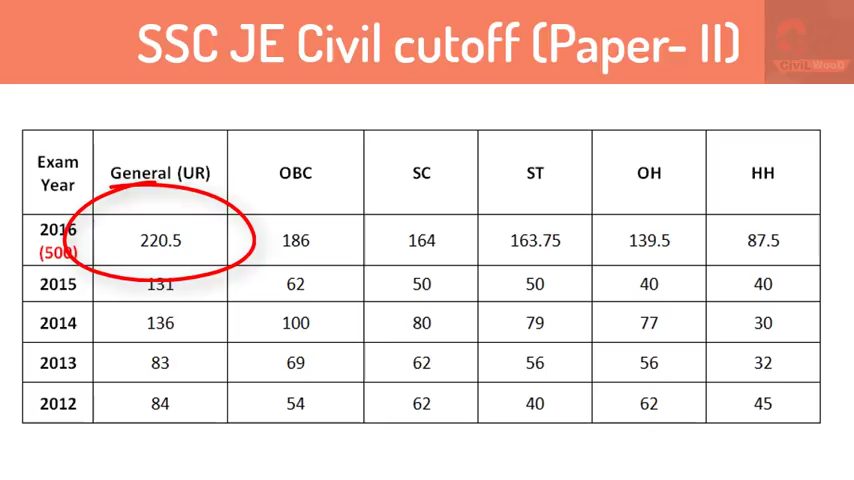 SSC JE Civil cutoff (Paper- II)
CiviL WooD
Exam Year General (UR) OBC SC ST OH HH
2016 (500) 220.5 186 164 163.75 139.5 87.5
2015 131 62 50 50 40 40
2014 136 100 80 79 77 30
2013 83 69 62 56 56 32
2012 84 54 62 40 62 45